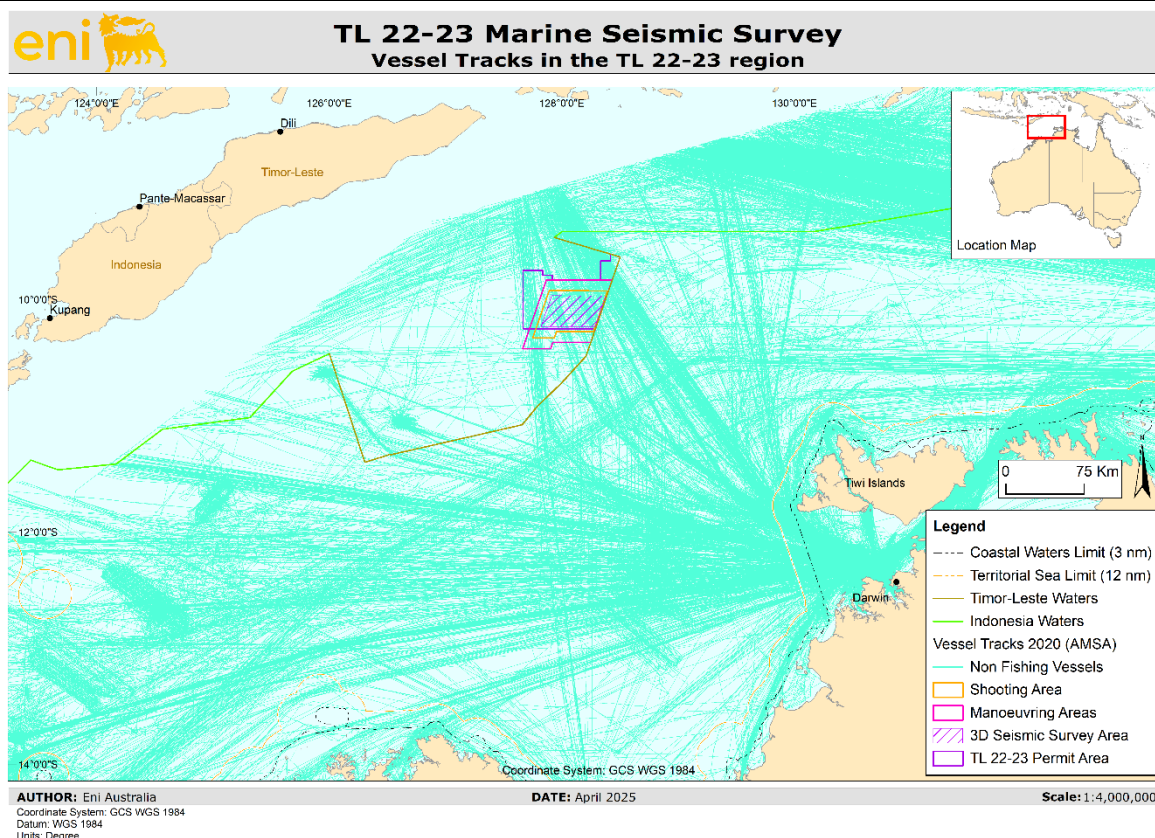 eni
TL 22-23 Marine Seismic Survey
Vessel Tracks in the TL 22-23 region
124°0'0"E
126°0'0"E
128°0'0"E
130°0'0"E
Dili
Timor-Leste
Pante-Macassar
Indonesia
Kupang
10°0'0"S
Location Map
N
0 75 Km
Tiwi Islands
12°0'0"S
Darwin
Legend
Coastal Waters Limit (3 nm)
Territorial Sea Limit (12 nm)
Timor-Leste Waters
Indonesia Waters
Vessel Tracks 2020 (AMSA)
Non Fishing Vessels
Shooting Area
Manoeuvring Areas
3D Seismic Survey Area
TL 22-23 Permit Area
14°0'0"S
Coordinate System: GCS WGS 1984
AUTHOR: Eni Australia
DATE: April 2025
Scale: 1:4,000,000
Coordinate System: GCS WGS 1984
Datum: WGS 1984
Units: Degree